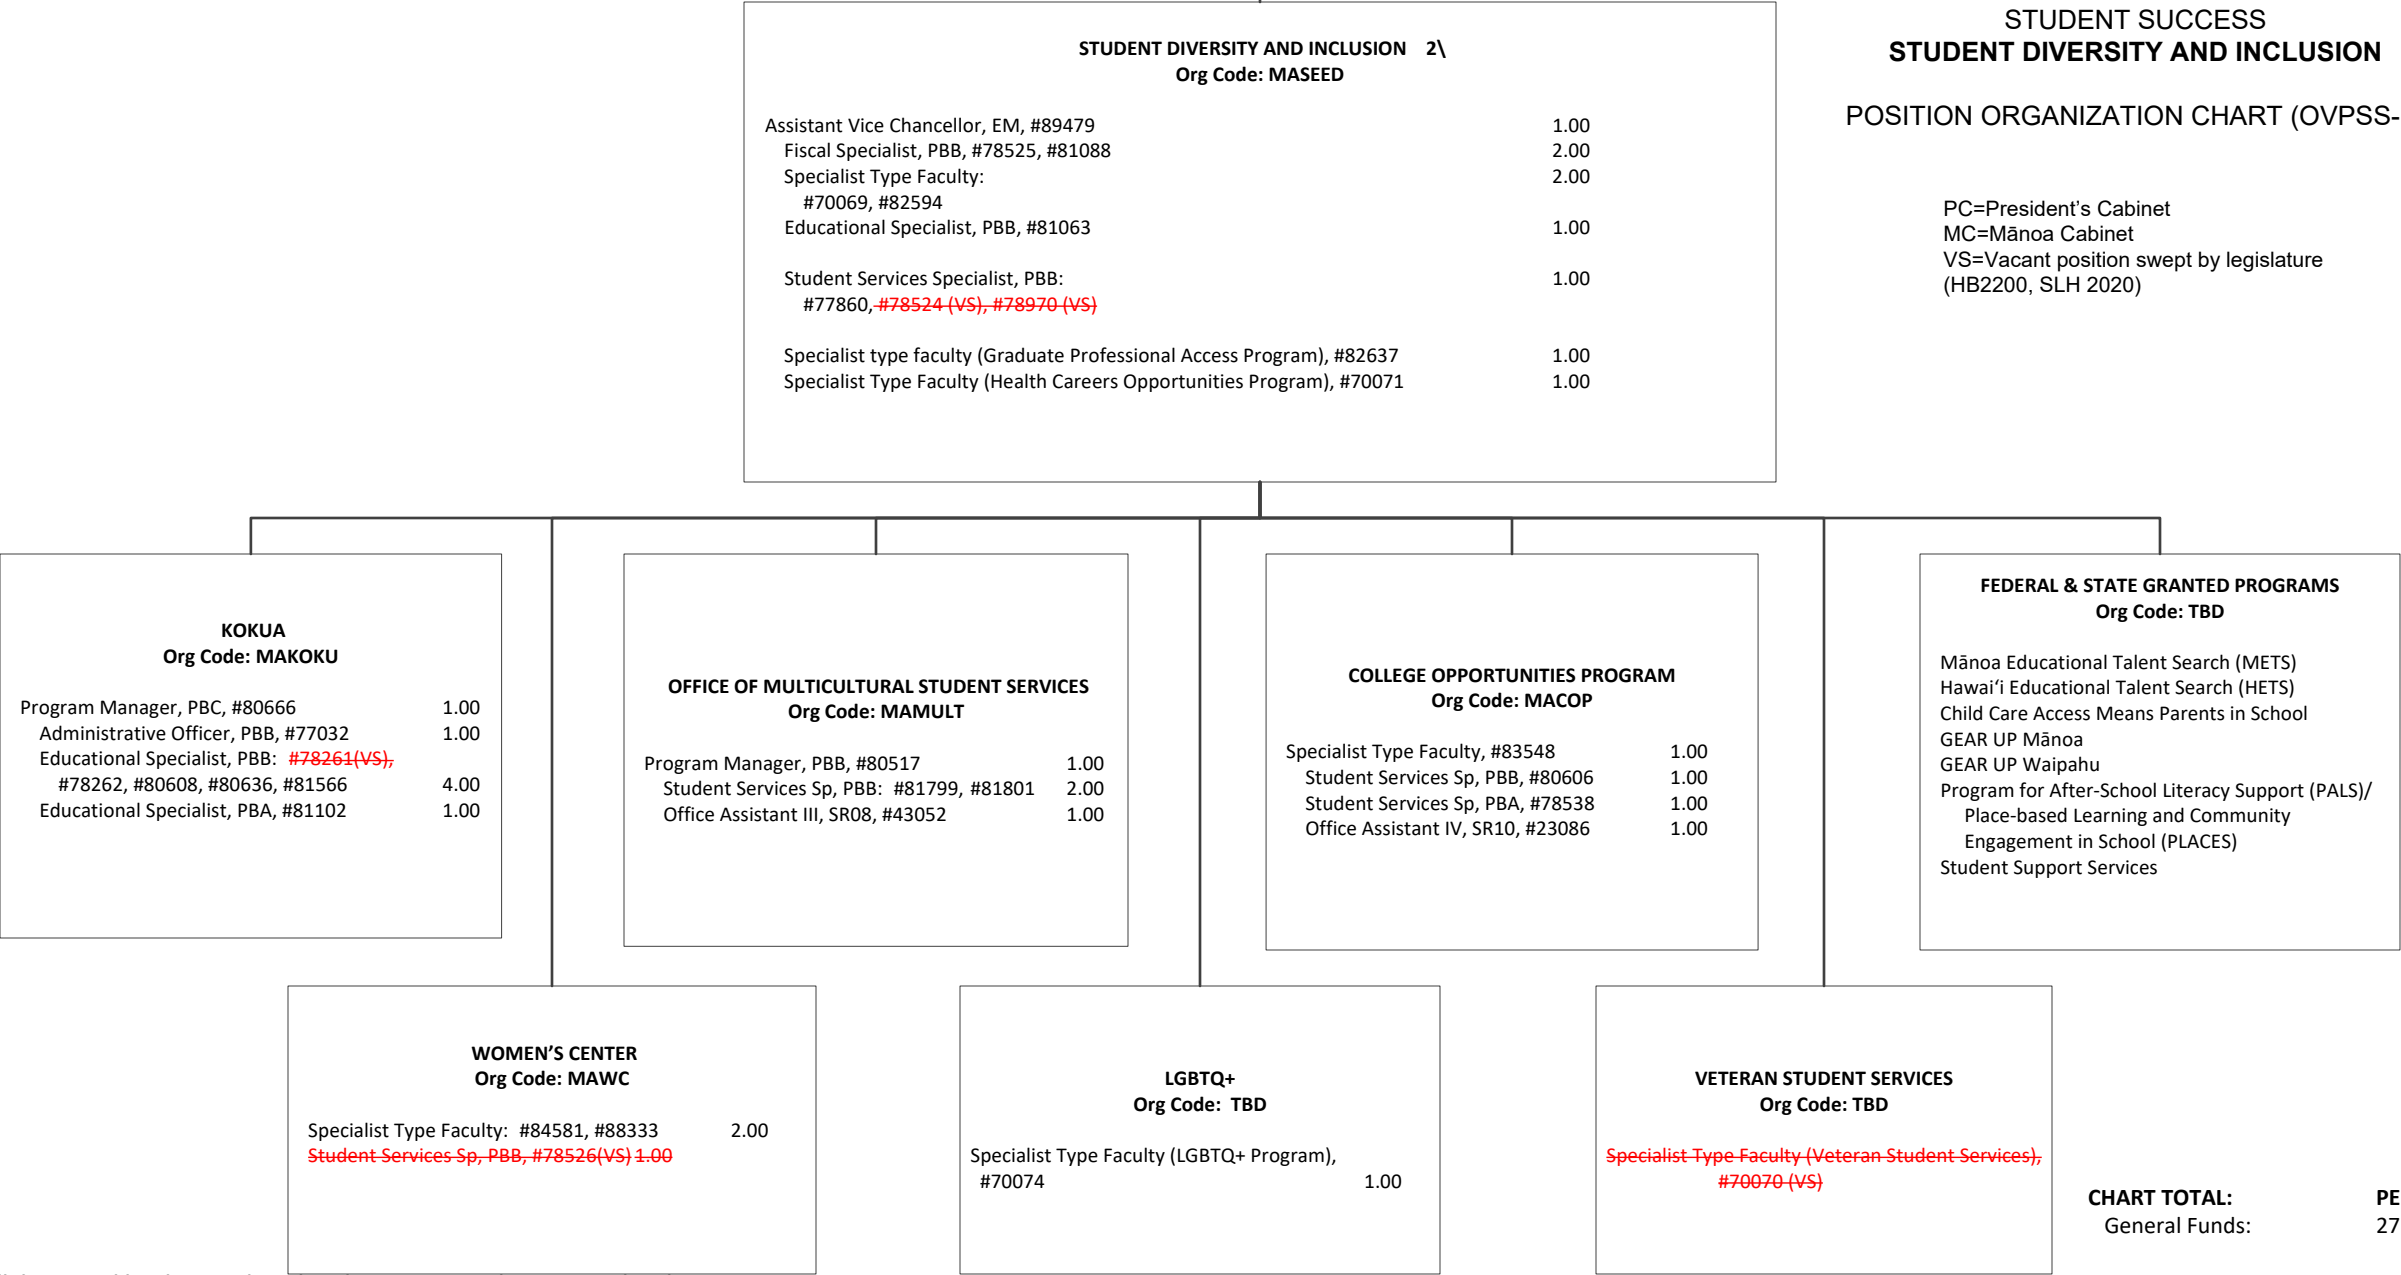 STUDENT SUCCESS
STUDENT DIVERSITY AND INCLUSION
POSITION ORGANIZATION CHART (OVPSS-
PC=President’s Cabinet
MC=Mānoa Cabinet
VS=Vacant position swept by legislature
(HB2200, SLH 2020)
STUDENT DIVERSITY AND INCLUSION 2\
Org Code: MASEED
Assistant Vice Chancellor, EM, #89479 1.00
Fiscal Specialist, PBB, #78525, #81088 2.00
Specialist Type Faculty: 2.00
#70069, #82594
Educational Specialist, PBB, #81063 1.00
Student Services Specialist, PBB: 1.00
#77860, #78524 (VS), #78970 (VS)
Specialist type faculty (Graduate Professional Access Program), #82637 1.00
Specialist Type Faculty (Health Careers Opportunities Program), #70071 1.00
KOKUA
Org Code: MAKOKU
Program Manager, PBC, #80666 1.00
Administrative Officer, PBB, #77032 1.00
Educational Specialist, PBB: #78261(VS),
#78262, #80608, #80636, #81566 4.00
Educational Specialist, PBA, #81102 1.00
OFFICE OF MULTICULTURAL STUDENT SERVICES
Org Code: MAMULT
Program Manager, PBB, #80517 1.00
Student Services Sp, PBB: #81799, #81801 2.00
Office Assistant III, SR08, #43052 1.00
COLLEGE OPPORTUNITIES PROGRAM
Org Code: MACOP
Specialist Type Faculty, #83548 1.00
Student Services Sp, PBB, #80606 1.00
Student Services Sp, PBA, #78538 1.00
Office Assistant IV, SR10, #23086 1.00
FEDERAL & STATE GRANTED PROGRAMS
Org Code: TBD
Mānoa Educational Talent Search (METS)
Hawai‘i Educational Talent Search (HETS)
Child Care Access Means Parents in School
GEAR UP Mānoa
GEAR UP Waipahu
Program for After-School Literacy Support (PALS)/
Place-based Learning and Community
Engagement in School (PLACES)
Student Support Services
WOMEN’S CENTER
Org Code: MAWC
Specialist Type Faculty: #84581, #88333 2.00
Student Services Sp, PBB, #78526(VS) 1.00
LGBTQ+
Org Code: TBD
Specialist Type Faculty (LGBTQ+ Program),
#70074 1.00
VETERAN STUDENT SERVICES
Org Code: TBD
Specialist Type Faculty (Veteran Student Services),
#70070 (VS)
CHART TOTAL: PE
General Funds: 27